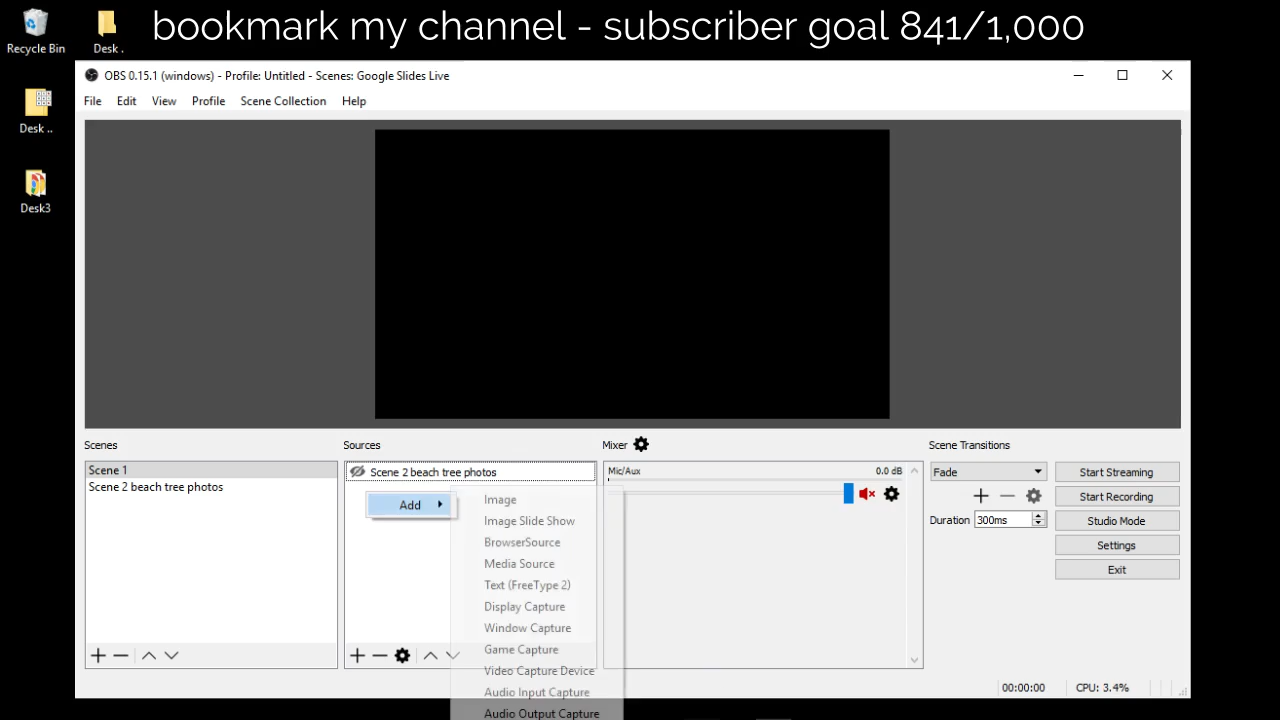 bookmark my channel - subscriber goal 841/1,000
Recycle Bin
Desk .
Desk ..
Desk3
OBS 0.15.1 (windows) - Profile: Untitled - Scenes: Google Slides Live
File Edit View Profile Scene Collection Help
Scenes
Scene 1
Scene 2 beach tree photos
Sources
Scene 2 beach tree photos
Add
Image
Image Slide Show
BrowserSource
Media Source
Text (FreeType 2)
Display Capture
Window Capture
Game Capture
Video Capture Device
Audio Input Capture
Audio Output Capture
Mixer
Mic/Aux 0.0 dB
Scene Transitions
Fade
Duration 300ms
Start Streaming
Start Recording
Studio Mode
Settings
Exit
00:00:00 CPU: 3.4%